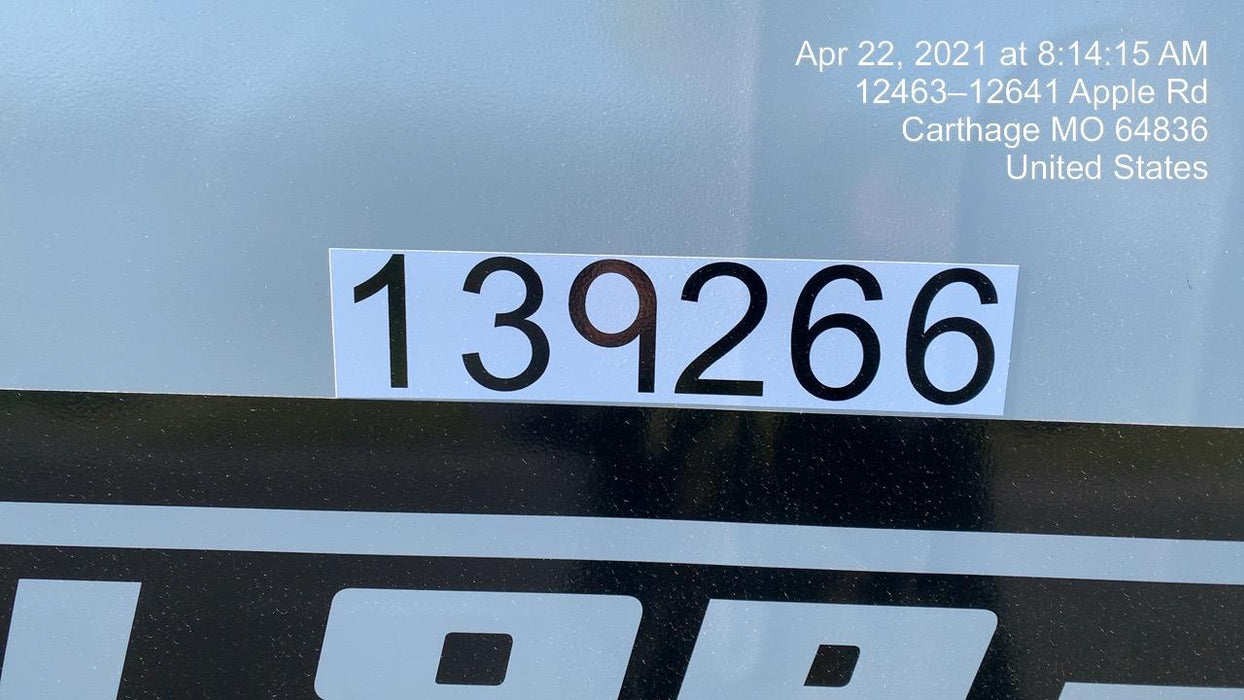 Apr 22, 2021 at 8:14:15 AM
12463–12641 Apple Rd
Carthage MO 64836
United States
139266